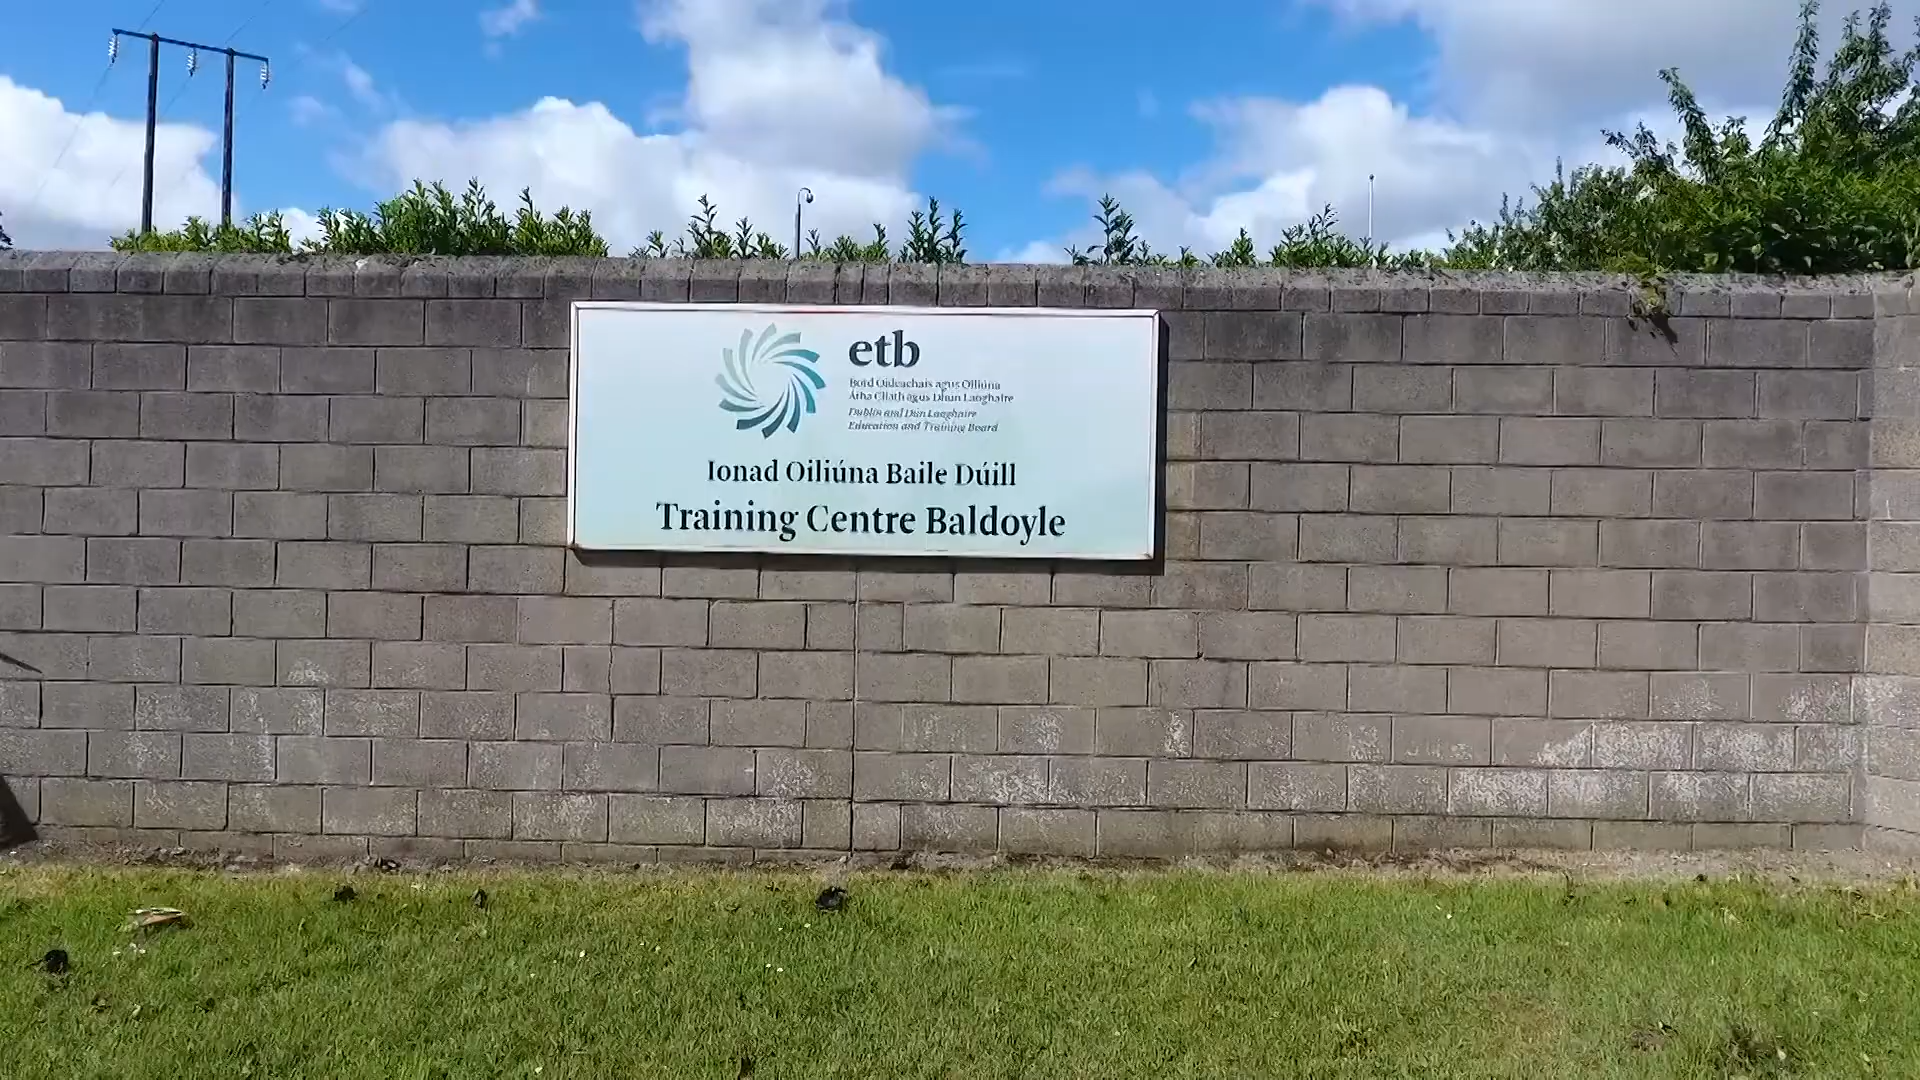 etb
Bord Oideachais agus Oiliúna
Átha Cliath agus Dhún Laoghaire
Dublin and Dún Laoghaire
Education and Training Board
Ionad Oiliúna Baile Dúill
Training Centre Baldoyle